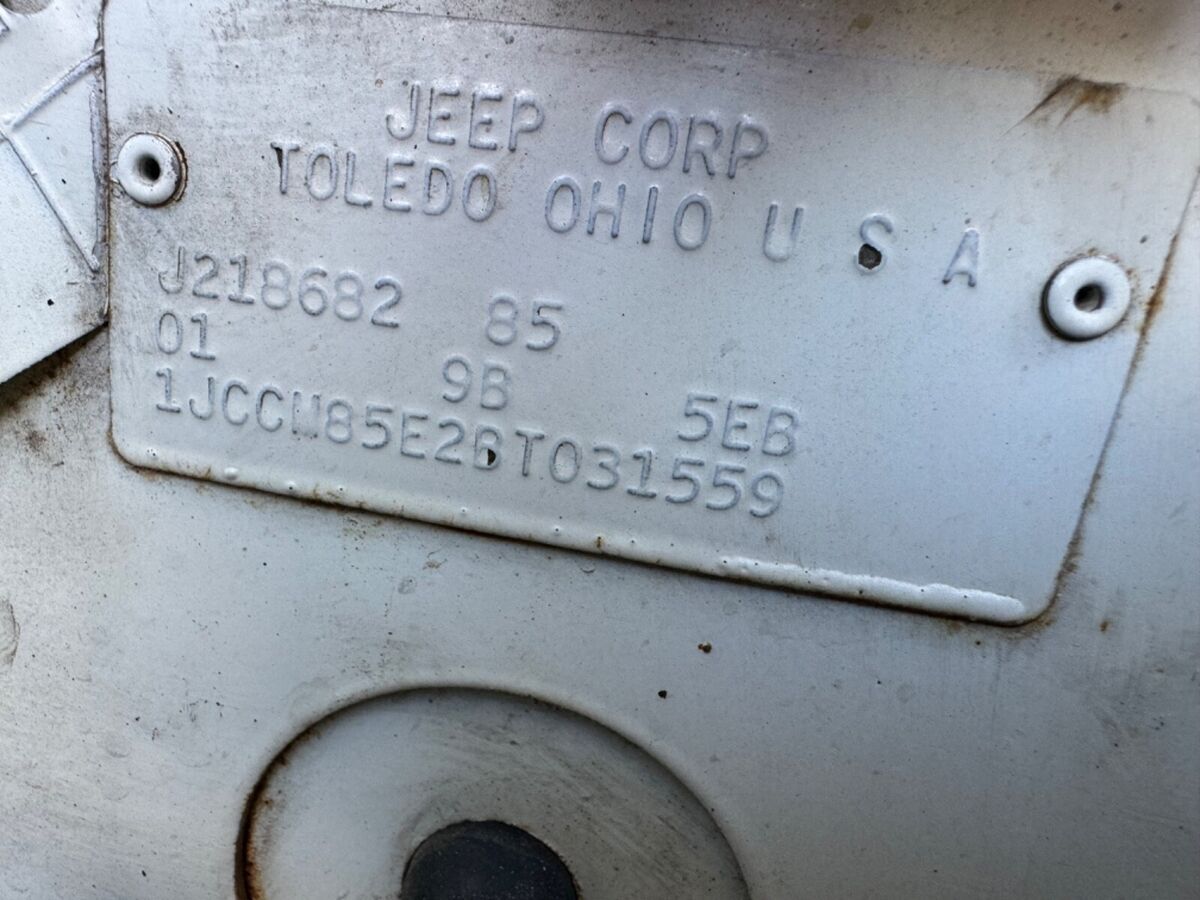 JEEP CORP
TOLEDO OHIO U S A
J218682 85
01 9B 5EB
1JCCM85E2BT031559